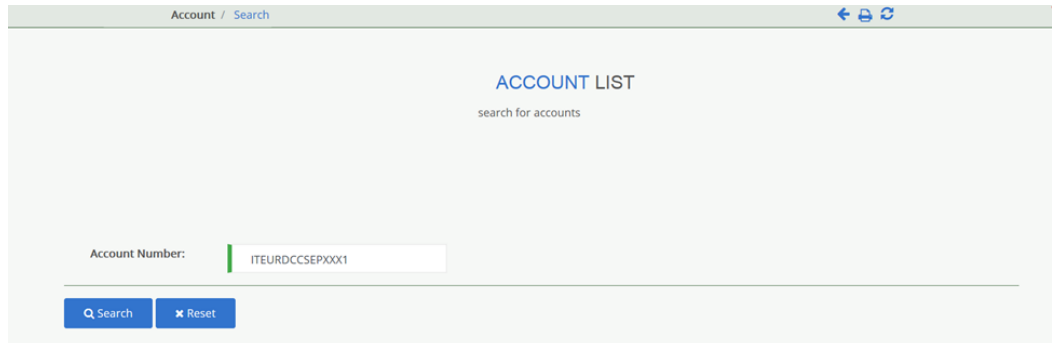 Account / Search
ACCOUNT LIST
search for accounts
Account Number: ITEURDCCSEPXXX1
Search Reset